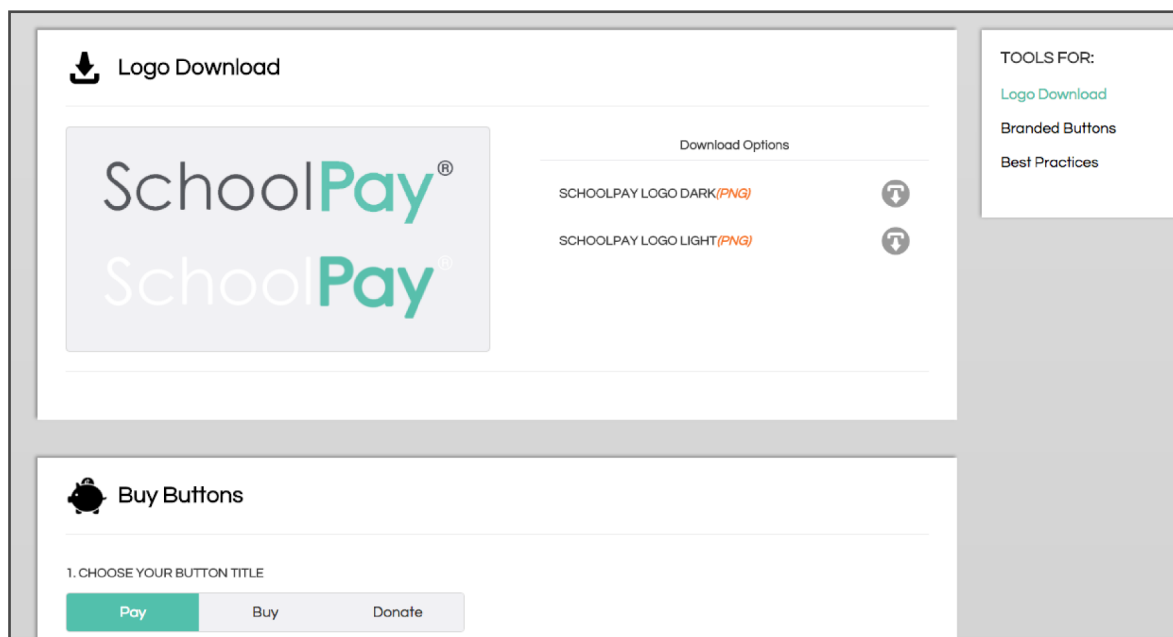 Logo Download
SchoolPay®
SchoolPay®
Download Options
SCHOOLPAY LOGO DARK(PNG)
SCHOOLPAY LOGO LIGHT(PNG)
TOOLS FOR:
Logo Download
Branded Buttons
Best Practices
Buy Buttons
1. CHOOSE YOUR BUTTON TITLE
Pay Buy Donate